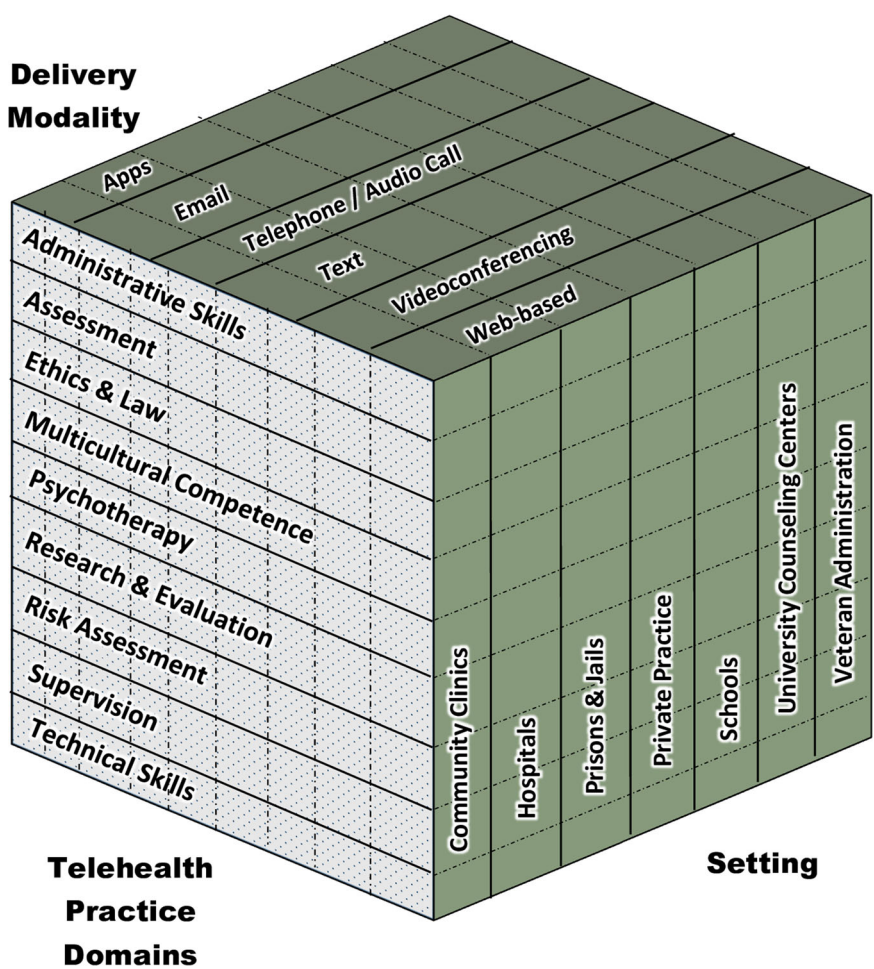 Delivery
Modality
Apps
Email
Telephone / Audio Call
Text
Videoconferencing
Web-based
Administrative Skills
Assessment
Ethics & Law
Multicultural Competence
Psychotherapy
Research & Evaluation
Risk Assessment
Supervision
Technical Skills
Community Clinics
Hospitals
Prisons & Jails
Private Practice
Schools
University Counseling Centers
Veteran Administration
Telehealth
Practice
Domains
Setting